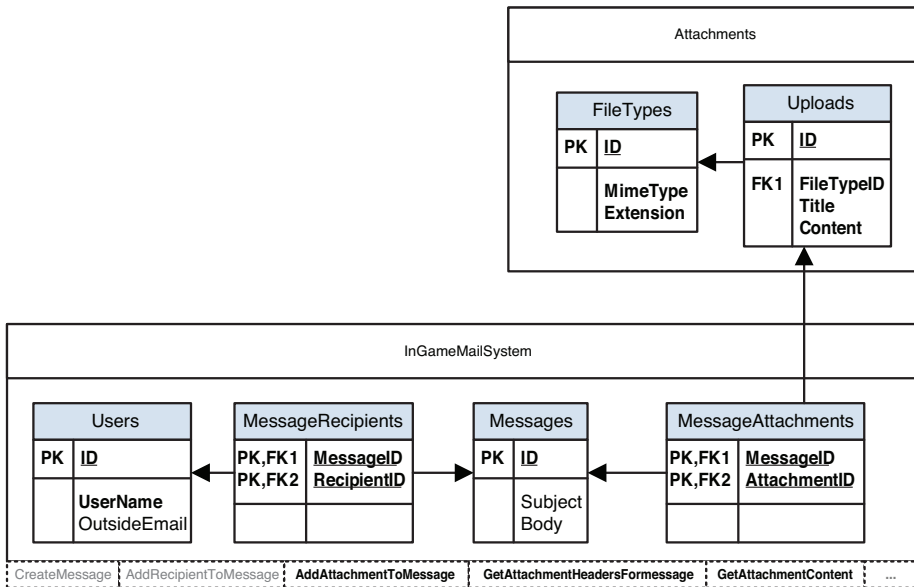 Attachments
FileTypes
PK ID
MimeType
Extension
Uploads
PK ID
FK1 FileTypeID
Title
Content
InGameMailSystem
Users
PK ID
UserName
OutsideEmail
MessageRecipients
PK,FK1 MessageID
PK,FK2 RecipientID
Messages
PK ID
Subject
Body
MessageAttachments
PK,FK1 MessageID
PK,FK2 AttachmentID
CreateMessage AddRecipientToMessage AddAttachmentToMessage GetAttachmentHeadersFormessage GetAttachmentContent ...